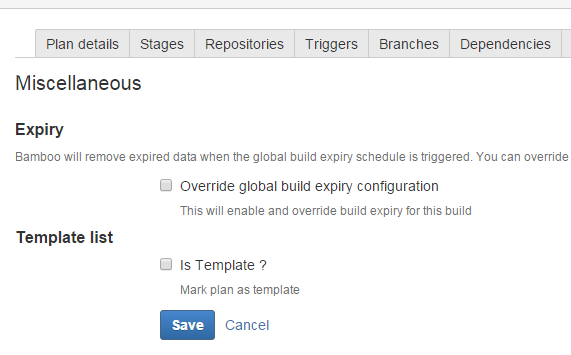 Plan details Stages Repositories Triggers Branches Dependencies
Miscellaneous
Expiry
Bamboo will remove expired data when the global build expiry schedule is triggered. You can override
Override global build expiry configuration
This will enable and override build expiry for this build
Template list
Is Template ?
Mark plan as template
Save Cancel